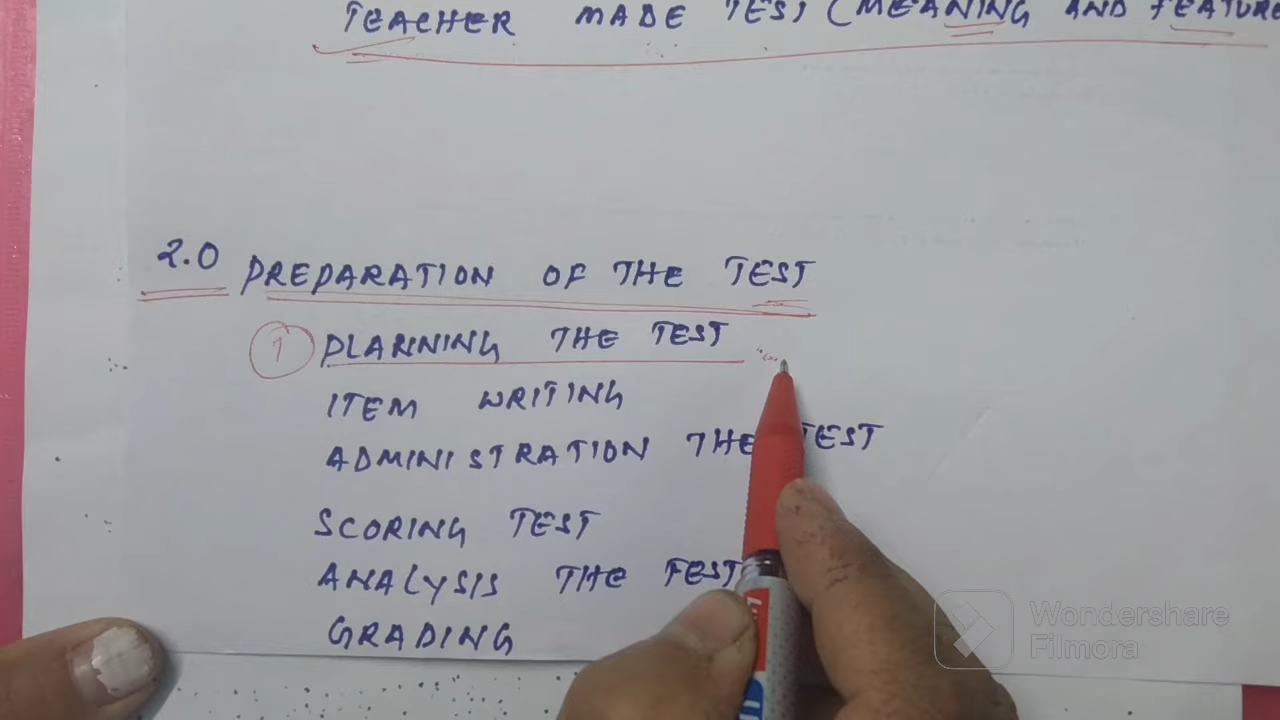 TEACHER MADE TEST (MEANING AND FEATURE
2.0 PREPARATION OF THE TEST
1 PLANNING THE TEST
ITEM WRITING
ADMINISTRATION THE TEST
SCORING TEST
ANALYSIS THE TEST
GRADING
Wondershare
Filmora